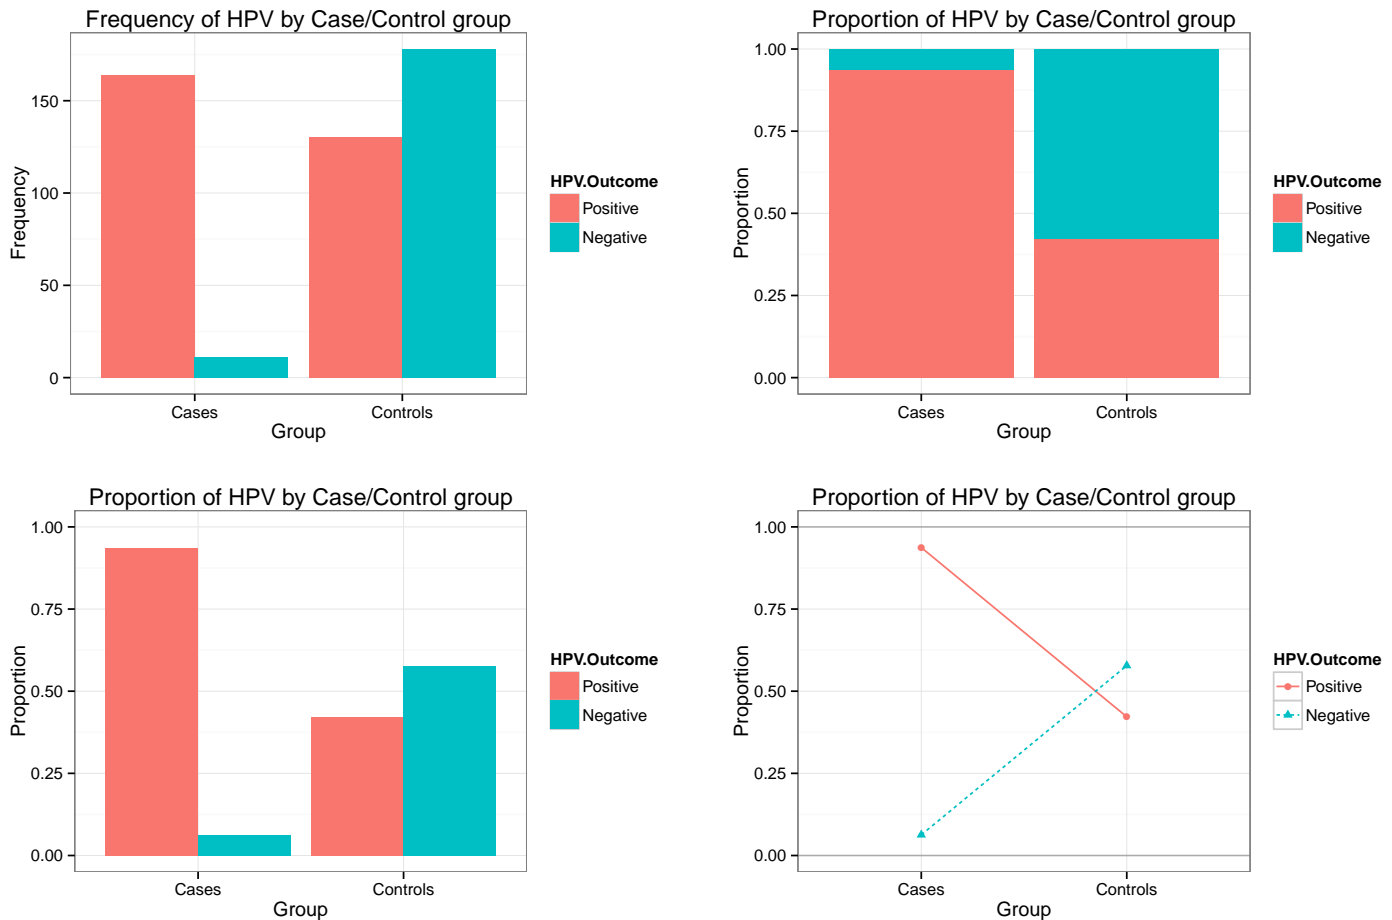 Frequency of HPV by Case/Control group
Frequency
150
100
50
0
Cases
Controls
Group
HPV.Outcome
Positive
Negative
Proportion of HPV by Case/Control group
Proportion
1.00
0.75
0.50
0.25
0.00
Cases
Controls
Group
HPV.Outcome
Positive
Negative
Proportion of HPV by Case/Control group
Proportion
1.00
0.75
0.50
0.25
0.00
Cases
Controls
Group
HPV.Outcome
Positive
Negative
Proportion of HPV by Case/Control group
Proportion
1.00
0.75
0.50
0.25
0.00
Cases
Controls
Group
HPV.Outcome
Positive
Negative